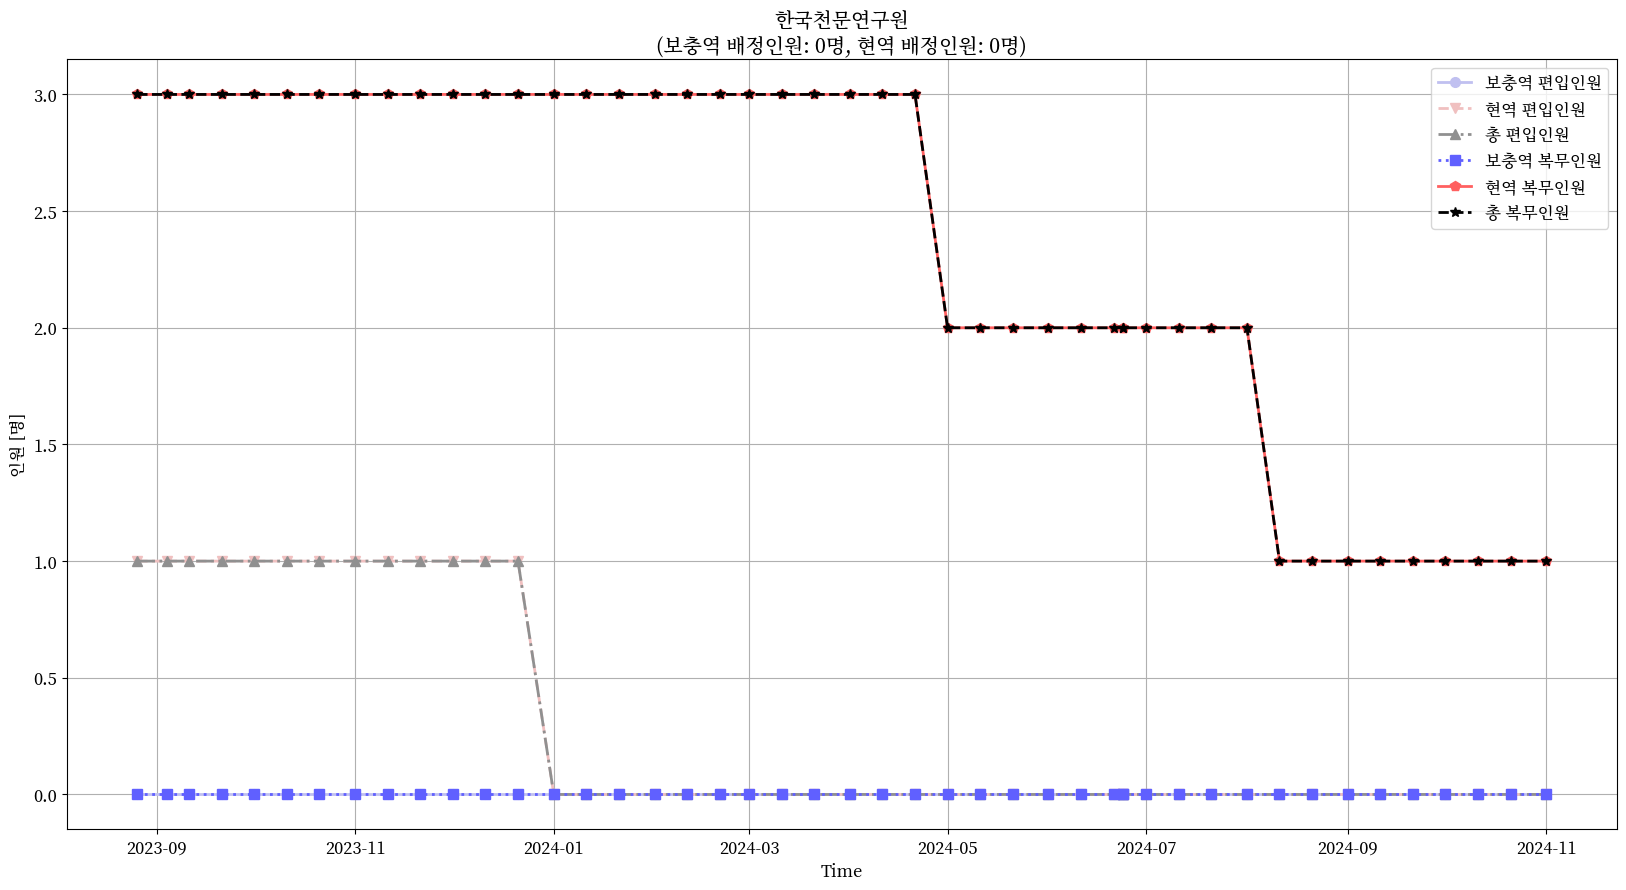 한국천문연구원
(보충역 배정인원: 0명, 현역 배정인원: 0명)
보충역 편입인원
현역 편입인원
총 편입인원
보충역 복무인원
현역 복무인원
총 복무인원
인원 [명]
3.0
2.5
2.0
1.5
1.0
0.5
0.0
2023-09 2023-11 2024-01 2024-03 2024-05 2024-07 2024-09 2024-11
Time